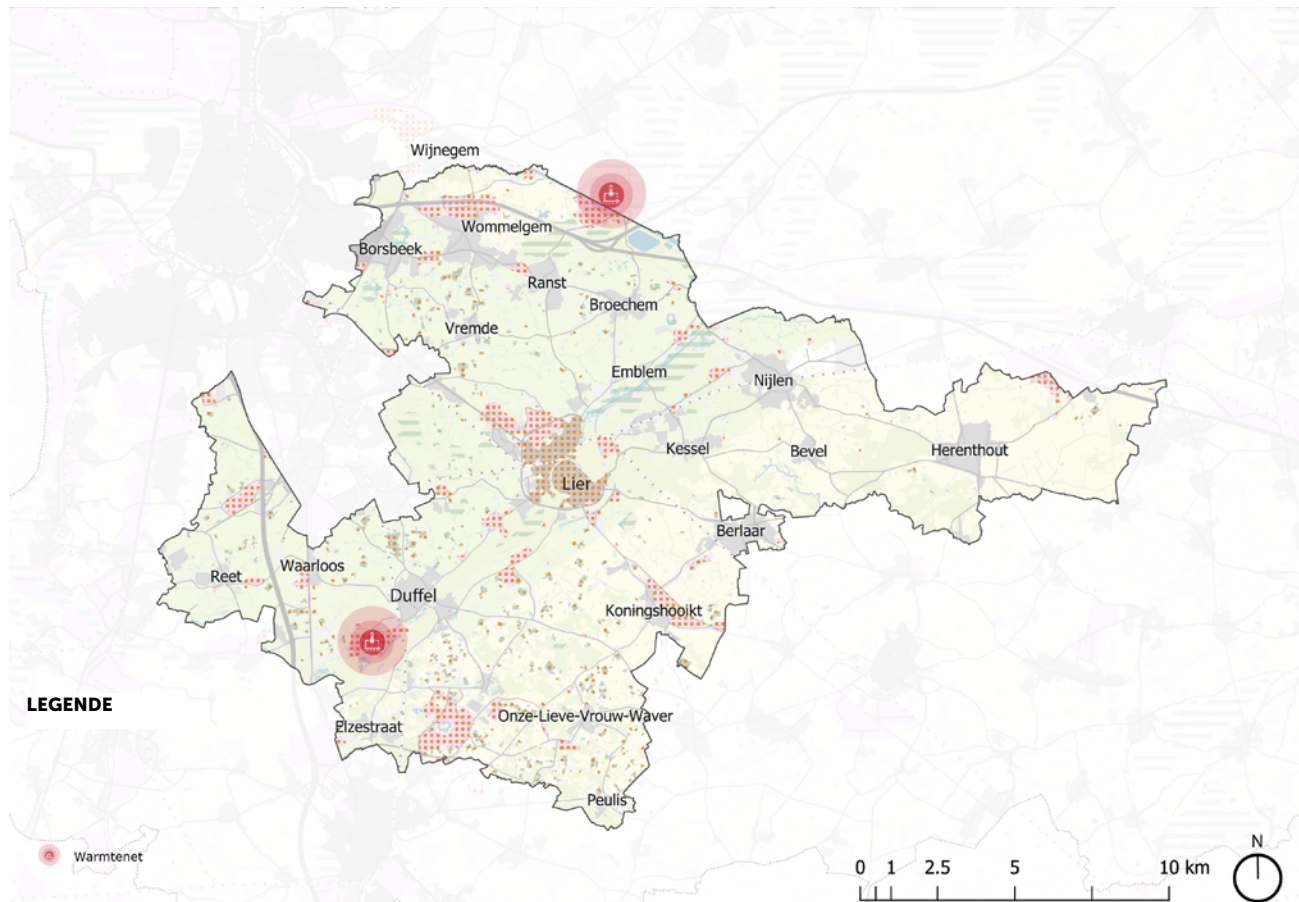 Wijnegem
Wommelgem
Borsbeek
Ranst
Broechem
Vremde
Emblem
Nijlen
Kessel
Bevel
Herenthout
Lier
Berlaar
Waarloos
Reet
Duffel
Koningshooikt
LEGENDE
Onze-Lieve-Vrouw-Waver
Elzestraat
Peulis
N
Warmtenet
0 1 2.5 5 10 km